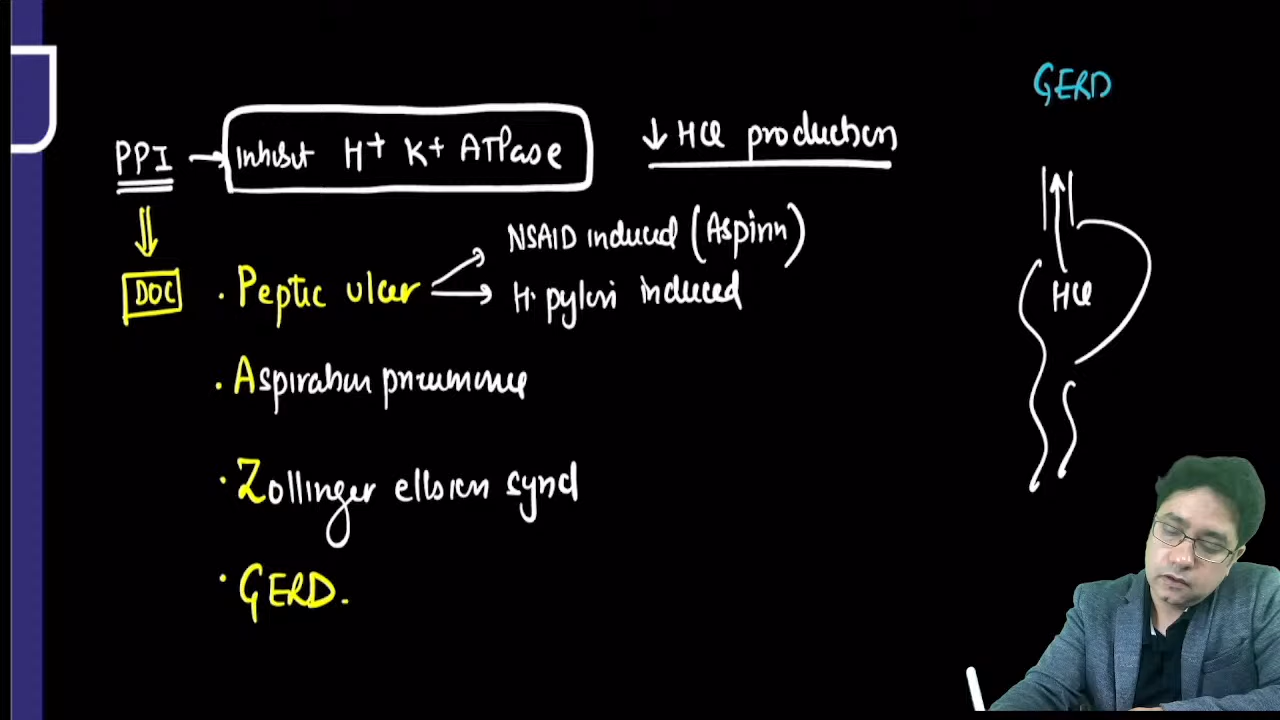 GERD
PPI → Inhibit H+ K+ ATPase
↓ HCl production
DOC
· Peptic ulcer
NSAID induced (Aspirin)
H. pylori induced
HCl
· Aspiration pneumonia
· Zollinger ellison synd
· GERD.